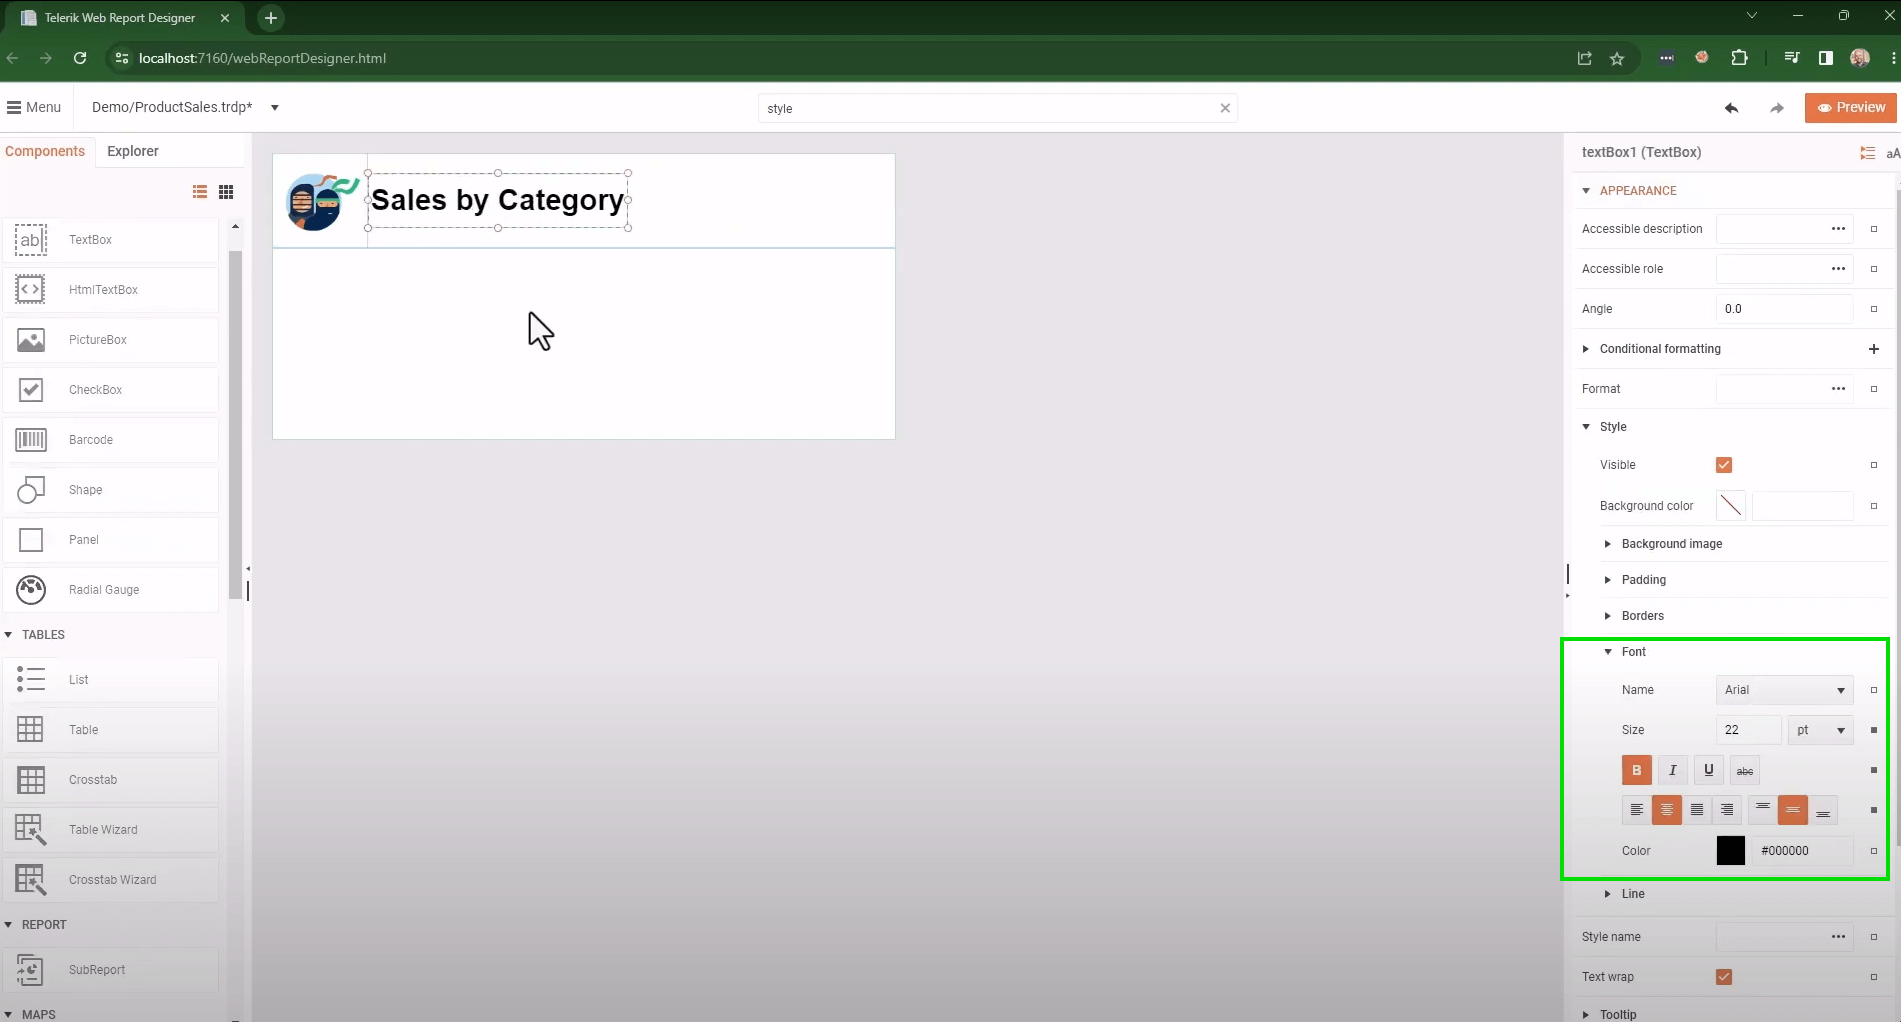 Telerik Web Report Designer
localhost:7160/webReportDesigner.html
Menu
Demo/ProductSales.trdp*
style
Preview
Components
Explorer
TextBox
HtmlTextBox
PictureBox
CheckBox
Barcode
Shape
Panel
Radial Gauge
TABLES
List
Table
Crosstab
Table Wizard
Crosstab Wizard
REPORT
SubReport
MAPS
Sales by Category
textBox1 (TextBox)
aA
APPEARANCE
Accessible description
Accessible role
Angle 0.0
Conditional formatting
Format
Style
Visible
Background color
Background image
Padding
Borders
Font
Name Arial
Size 22 pt
B I U abc
Color #000000
Line
Style name
Text wrap
Tooltip